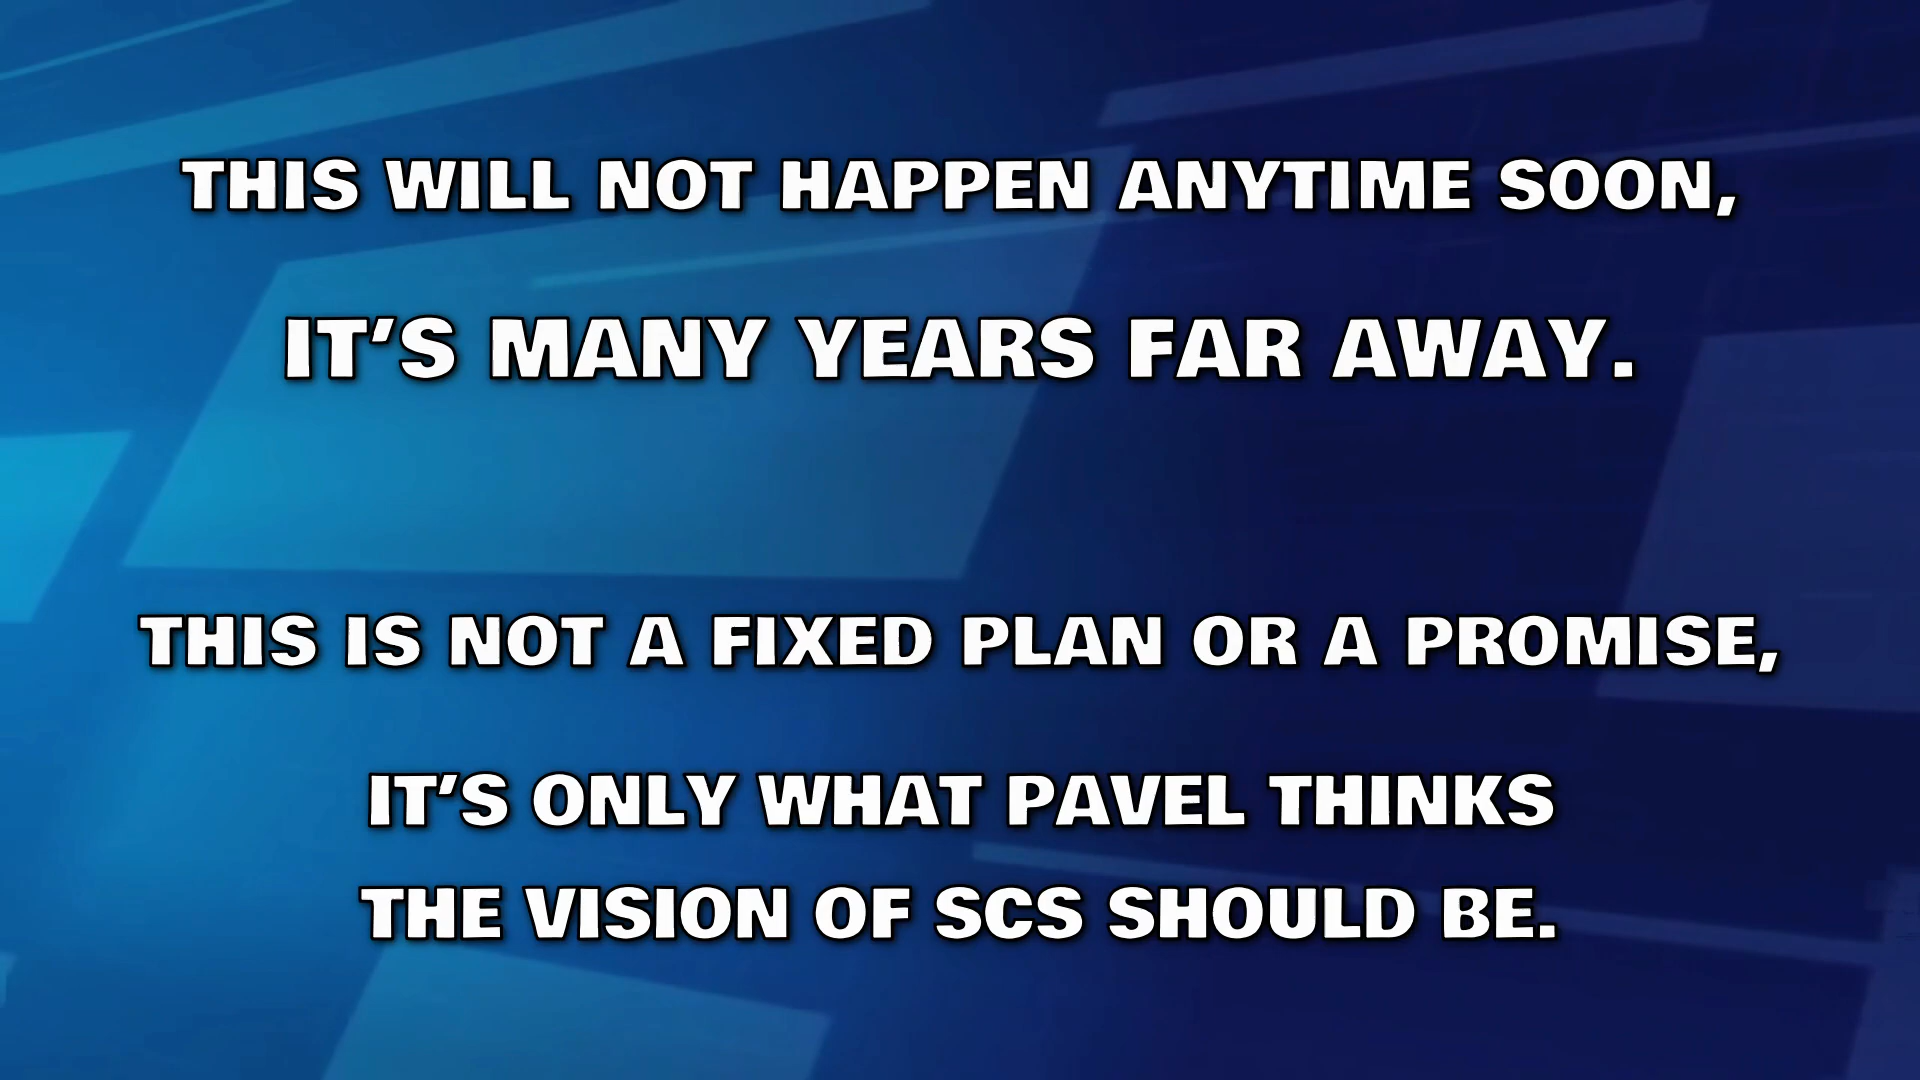 THIS WILL NOT HAPPEN ANYTIME SOON,
IT'S MANY YEARS FAR AWAY.
THIS IS NOT A FIXED PLAN OR A PROMISE,
IT'S ONLY WHAT PAVEL THINKS
THE VISION OF SCS SHOULD BE.